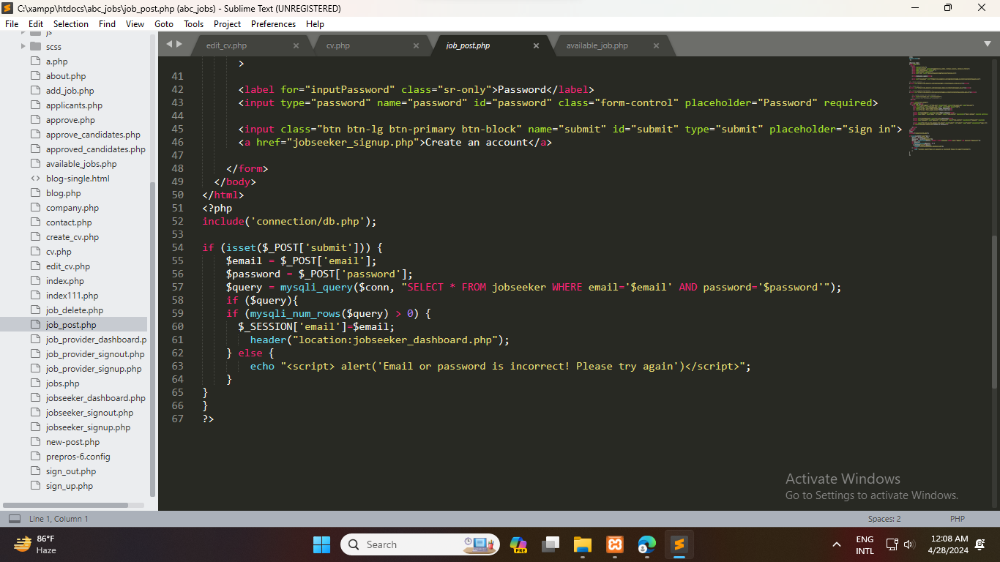 C:\xampp\htdocs\abc_jobs\job_post.php (abc_jobs) - Sublime Text (UNREGISTERED)
File Edit Selection Find View Goto Tools Project Preferences Help
js
scss
a.php
about.php
add_job.php
applicants.php
approve.php
approve_candidates.php
approved_candidates.php
available_jobs.php
<> blog-single.html
blog.php
company.php
contact.php
create_cv.php
cv.php
edit_cv.php
index.php
index111.php
job_delete.php
job_post.php
job_provider_dashboard.p
job_provider_signout.php
job_provider_signup.php
jobs.php
jobseeker_dashboard.php
jobseeker_signout.php
jobseeker_signup.php
new-post.php
prepros-6.config
sign_out.php
sign_up.php
edit_cv.php × cv.php × job_post.php × available_job.php ×
>
41
42 <label for="inputPassword" class="sr-only">Password</label>
43 <input type="password" name="password" id="password" class="form-control" placeholder="Password" required>
44
45 <input class="btn btn-lg btn-primary btn-block" name="submit" id="submit" type="submit" placeholder="sign in">
46 <a href="jobseeker_signup.php">Create an account</a>
47
48 </form>
49 </body>
50 </html>
51 <?php
52 include('connection/db.php');
53
54 if (isset($_POST['submit'])) {
55 $email = $_POST['email'];
56 $password = $_POST['password'];
57 $query = mysqli_query($conn, "SELECT * FROM jobseeker WHERE email='$email' AND password='$password'");
58 if ($query){
59 if (mysqli_num_rows($query) > 0) {
60 $_SESSION['email']=$email;
61 header("location:jobseeker_dashboard.php");
62 } else {
63 echo "<script> alert('Email or password is incorrect! Please try again')</script>";
64 }
65 }
66 }
67 ?>
Activate Windows
Go to Settings to activate Windows.
Line 1, Column 1 Spaces: 2 PHP
86°F
Haze
Search
PRE
ENG
INTL
12:08 AM
4/28/2024